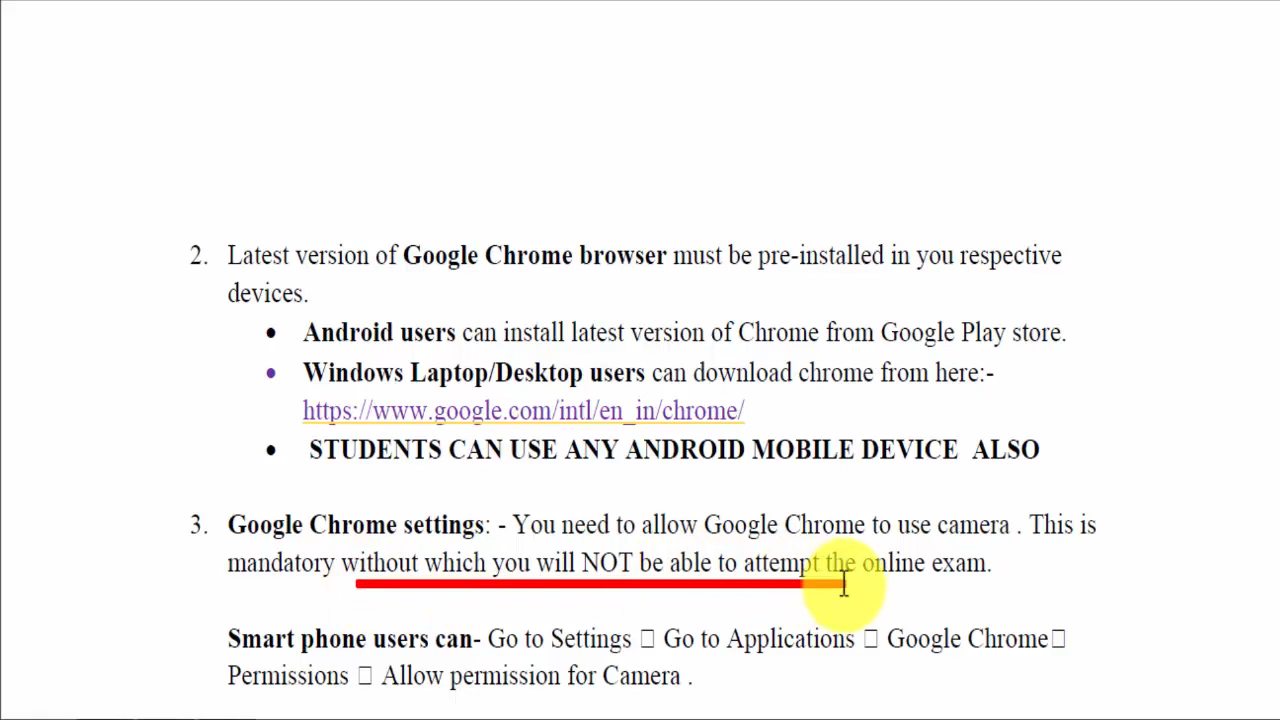 2. Latest version of Google Chrome browser must be pre-installed in you respective
devices.
• Android users can install latest version of Chrome from Google Play store.
• Windows Laptop/Desktop users can download chrome from here:-
https://www.google.com/intl/en_in/chrome/
• STUDENTS CAN USE ANY ANDROID MOBILE DEVICE ALSO
3. Google Chrome settings: - You need to allow Google Chrome to use camera . This is
mandatory without which you will NOT be able to attempt the online exam.
Smart phone users can- Go to Settings □ Go to Applications □ Google Chrome□
Permissions □ Allow permission for Camera .